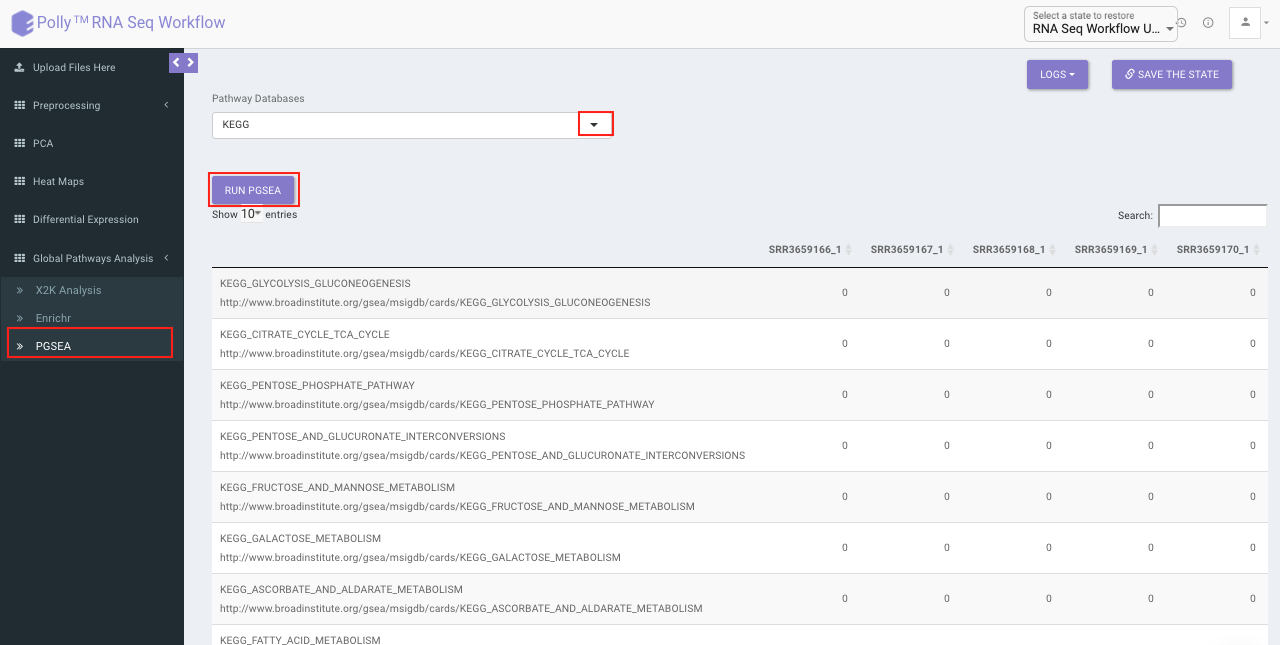 Polly™RNA Seq Workflow
Select a state to restore
RNA Seq Workflow U...
Upload Files Here
Preprocessing
PCA
Heat Maps
Differential Expression
Global Pathways Analysis
X2K Analysis
Enrichr
PGSEA
LOGS
SAVE THE STATE
Pathway Databases
KEGG
RUN PGSEA
Show 10 entries
Search:
SRR3659166_1 SRR3659167_1 SRR3659168_1 SRR3659169_1 SRR3659170_1
KEGG_GLYCOLYSIS_GLUCONEOGENESIS
http://www.broadinstitute.org/gsea/msigdb/cards/KEGG_GLYCOLYSIS_GLUCONEOGENESIS
0 0 0 0 0
KEGG_CITRATE_CYCLE_TCA_CYCLE
http://www.broadinstitute.org/gsea/msigdb/cards/KEGG_CITRATE_CYCLE_TCA_CYCLE
0 0 0 0 0
KEGG_PENTOSE_PHOSPHATE_PATHWAY
http://www.broadinstitute.org/gsea/msigdb/cards/KEGG_PENTOSE_PHOSPHATE_PATHWAY
0 0 0 0 0
KEGG_PENTOSE_AND_GLUCURONATE_INTERCONVERSIONS
http://www.broadinstitute.org/gsea/msigdb/cards/KEGG_PENTOSE_AND_GLUCURONATE_INTERCONVERSIONS
0 0 0 0 0
KEGG_FRUCTOSE_AND_MANNOSE_METABOLISM
http://www.broadinstitute.org/gsea/msigdb/cards/KEGG_FRUCTOSE_AND_MANNOSE_METABOLISM
0 0 0 0 0
KEGG_GALACTOSE_METABOLISM
http://www.broadinstitute.org/gsea/msigdb/cards/KEGG_GALACTOSE_METABOLISM
0 0 0 0 0
KEGG_ASCORBATE_AND_ALDARATE_METABOLISM
http://www.broadinstitute.org/gsea/msigdb/cards/KEGG_ASCORBATE_AND_ALDARATE_METABOLISM
0 0 0 0 0
KEGG_FATTY_ACID_METABOLISM